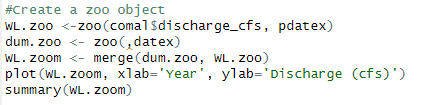 #Create a zoo object
WL.zoo <-zoo(comal$discharge_cfs, pdatex)
dum.zoo <- zoo(,datex)
WL.zoom <- merge(dum.zoo, WL.zoo)
plot(WL.zoom, xlab='Year', ylab='Discharge (cfs)')
summary(WL.zoom)